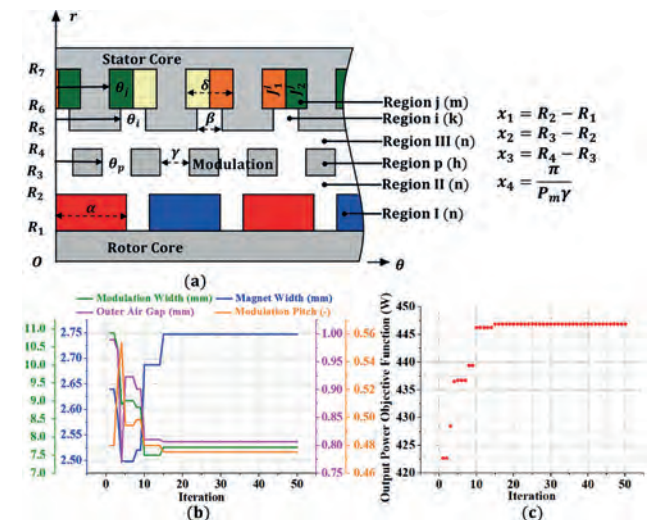 r
Stator Core
R₇
θⱼ
δ
J₁ⁱ
J₂ⁱ
Region j (m)
R₆
θᵢ
β
Region i (k)
R₅
Region III (n)
R₄
θₚ
γ
Modulation
Region p (h)
R₃
Region II (n)
R₂
α
Region I (n)
R₁
Rotor Core
O
θ
x₁ = R₂ − R₁
x₂ = R₃ − R₂
x₃ = R₄ − R₃
x₄ = π / Pₘγ
(a)
Modulation Width (mm)
Magnet Width (mm)
Outer Air Gap (mm)
Modulation Pitch (-)
11.0
10.5
10.0
9.5
9.0
8.5
8.0
7.5
7.0
2.75
2.70
2.65
2.60
2.55
2.50
1.00
0.95
0.90
0.85
0.80
0.75
0.56
0.54
0.52
0.50
0.48
0.46
0 10 20 30 40 50
Iteration
(b)
Output Power Objective Function (W)
450
445
440
435
430
425
420
0 10 20 30 40 50
Iteration
(c)